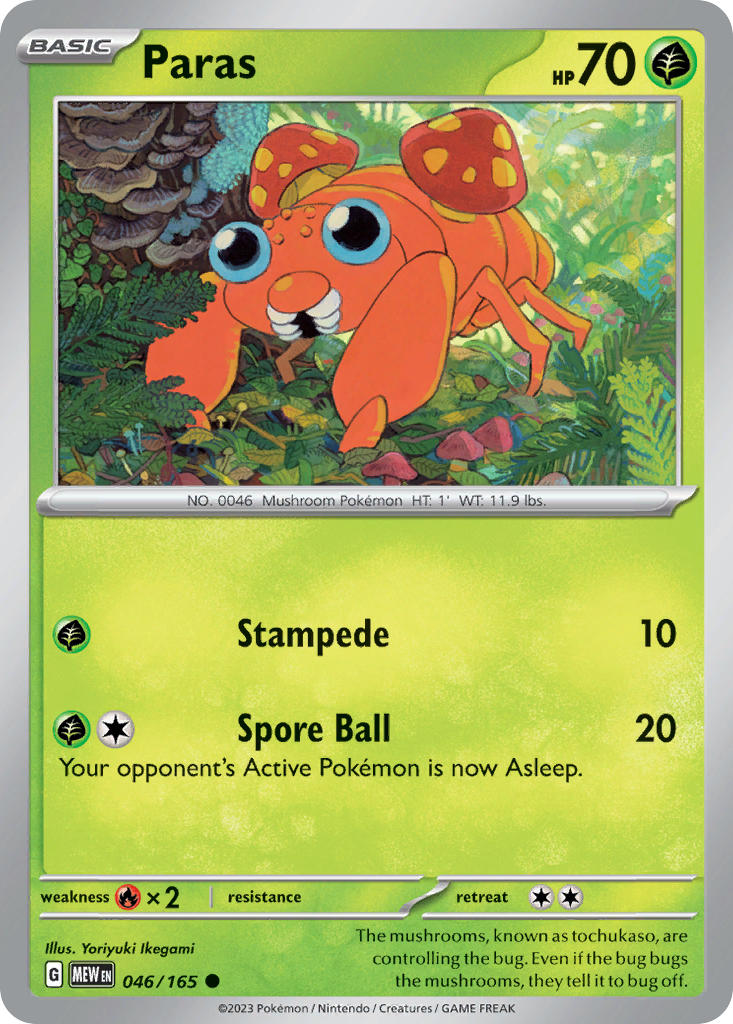 BASIC
Paras
HP 70
NO. 0046 Mushroom Pokémon HT: 1' WT: 11.9 lbs.
Stampede 10
Spore Ball 20
Your opponent's Active Pokémon is now Asleep.
weakness ×2 resistance retreat
Illus. Yoriyuki Ikegami
The mushrooms, known as tochukaso, are
controlling the bug. Even if the bug bugs
the mushrooms, they tell it to bug off.
G MEW EN 046/165
©2023 Pokémon / Nintendo / Creatures / GAME FREAK